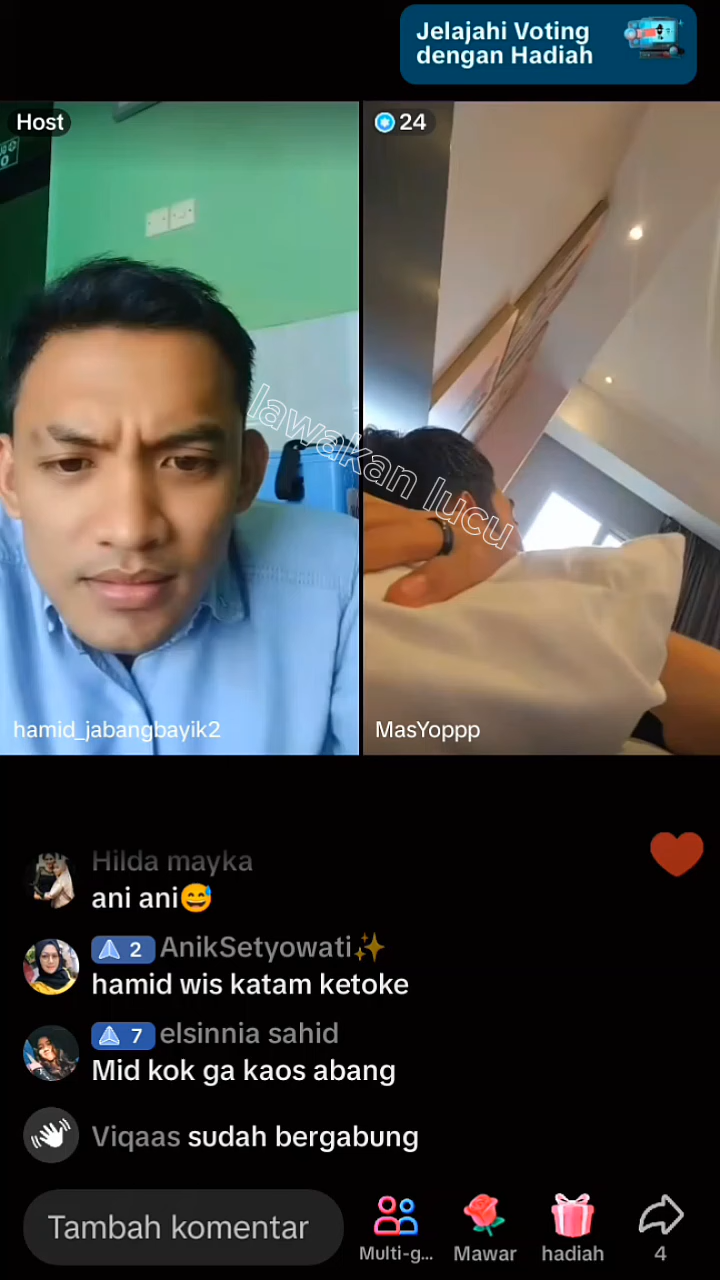 Jelajahi Voting
dengan Hadiah
Host
24
lawakan lucu
hamid_jabangbayik2
MasYoppp
Hilda mayka
ani ani😅
2 AnikSetyowati✨
hamid wis katam ketoke
7 elsinnia sahid
Mid kok ga kaos abang
Viqaas sudah bergabung
Tambah komentar
Multi-g...
Mawar
hadiah
4